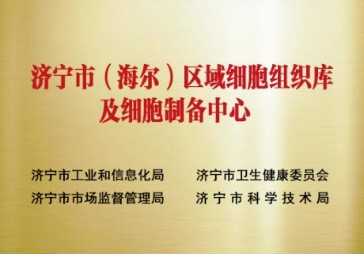 济宁市（海尔）区域细胞组织库
及细胞制备中心
济宁市工业和信息化局 济宁市卫生健康委员会
济宁市市场监督管理局 济宁市科学技术局